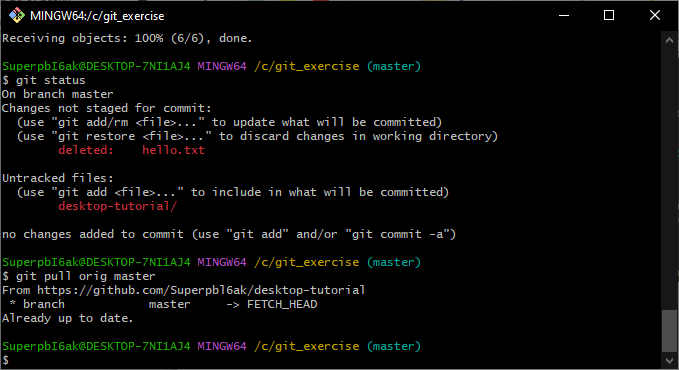 MINGW64:/c/git_exercise
Receiving objects: 100% (6/6), done.
SuperpbI6ak@DESKTOP-7NI1AJ4 MINGW64 /c/git_exercise (master)
$ git status
On branch master
Changes not staged for commit:
  (use "git add/rm <file>..." to update what will be committed)
  (use "git restore <file>..." to discard changes in working directory)
        deleted:    hello.txt
Untracked files:
  (use "git add <file>..." to include in what will be committed)
        desktop-tutorial/
no changes added to commit (use "git add" and/or "git commit -a")
SuperpbI6ak@DESKTOP-7NI1AJ4 MINGW64 /c/git_exercise (master)
$ git pull orig master
From https://github.com/Superpbl6ak/desktop-tutorial
 * branch            master     -> FETCH_HEAD
Already up to date.
SuperpbI6ak@DESKTOP-7NI1AJ4 MINGW64 /c/git_exercise (master)
$